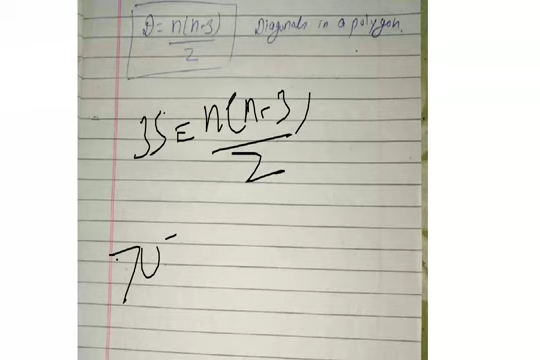 D = n(n-3)/2 Diagonals in a polygon.
35 = n(n-3)/2
70 -